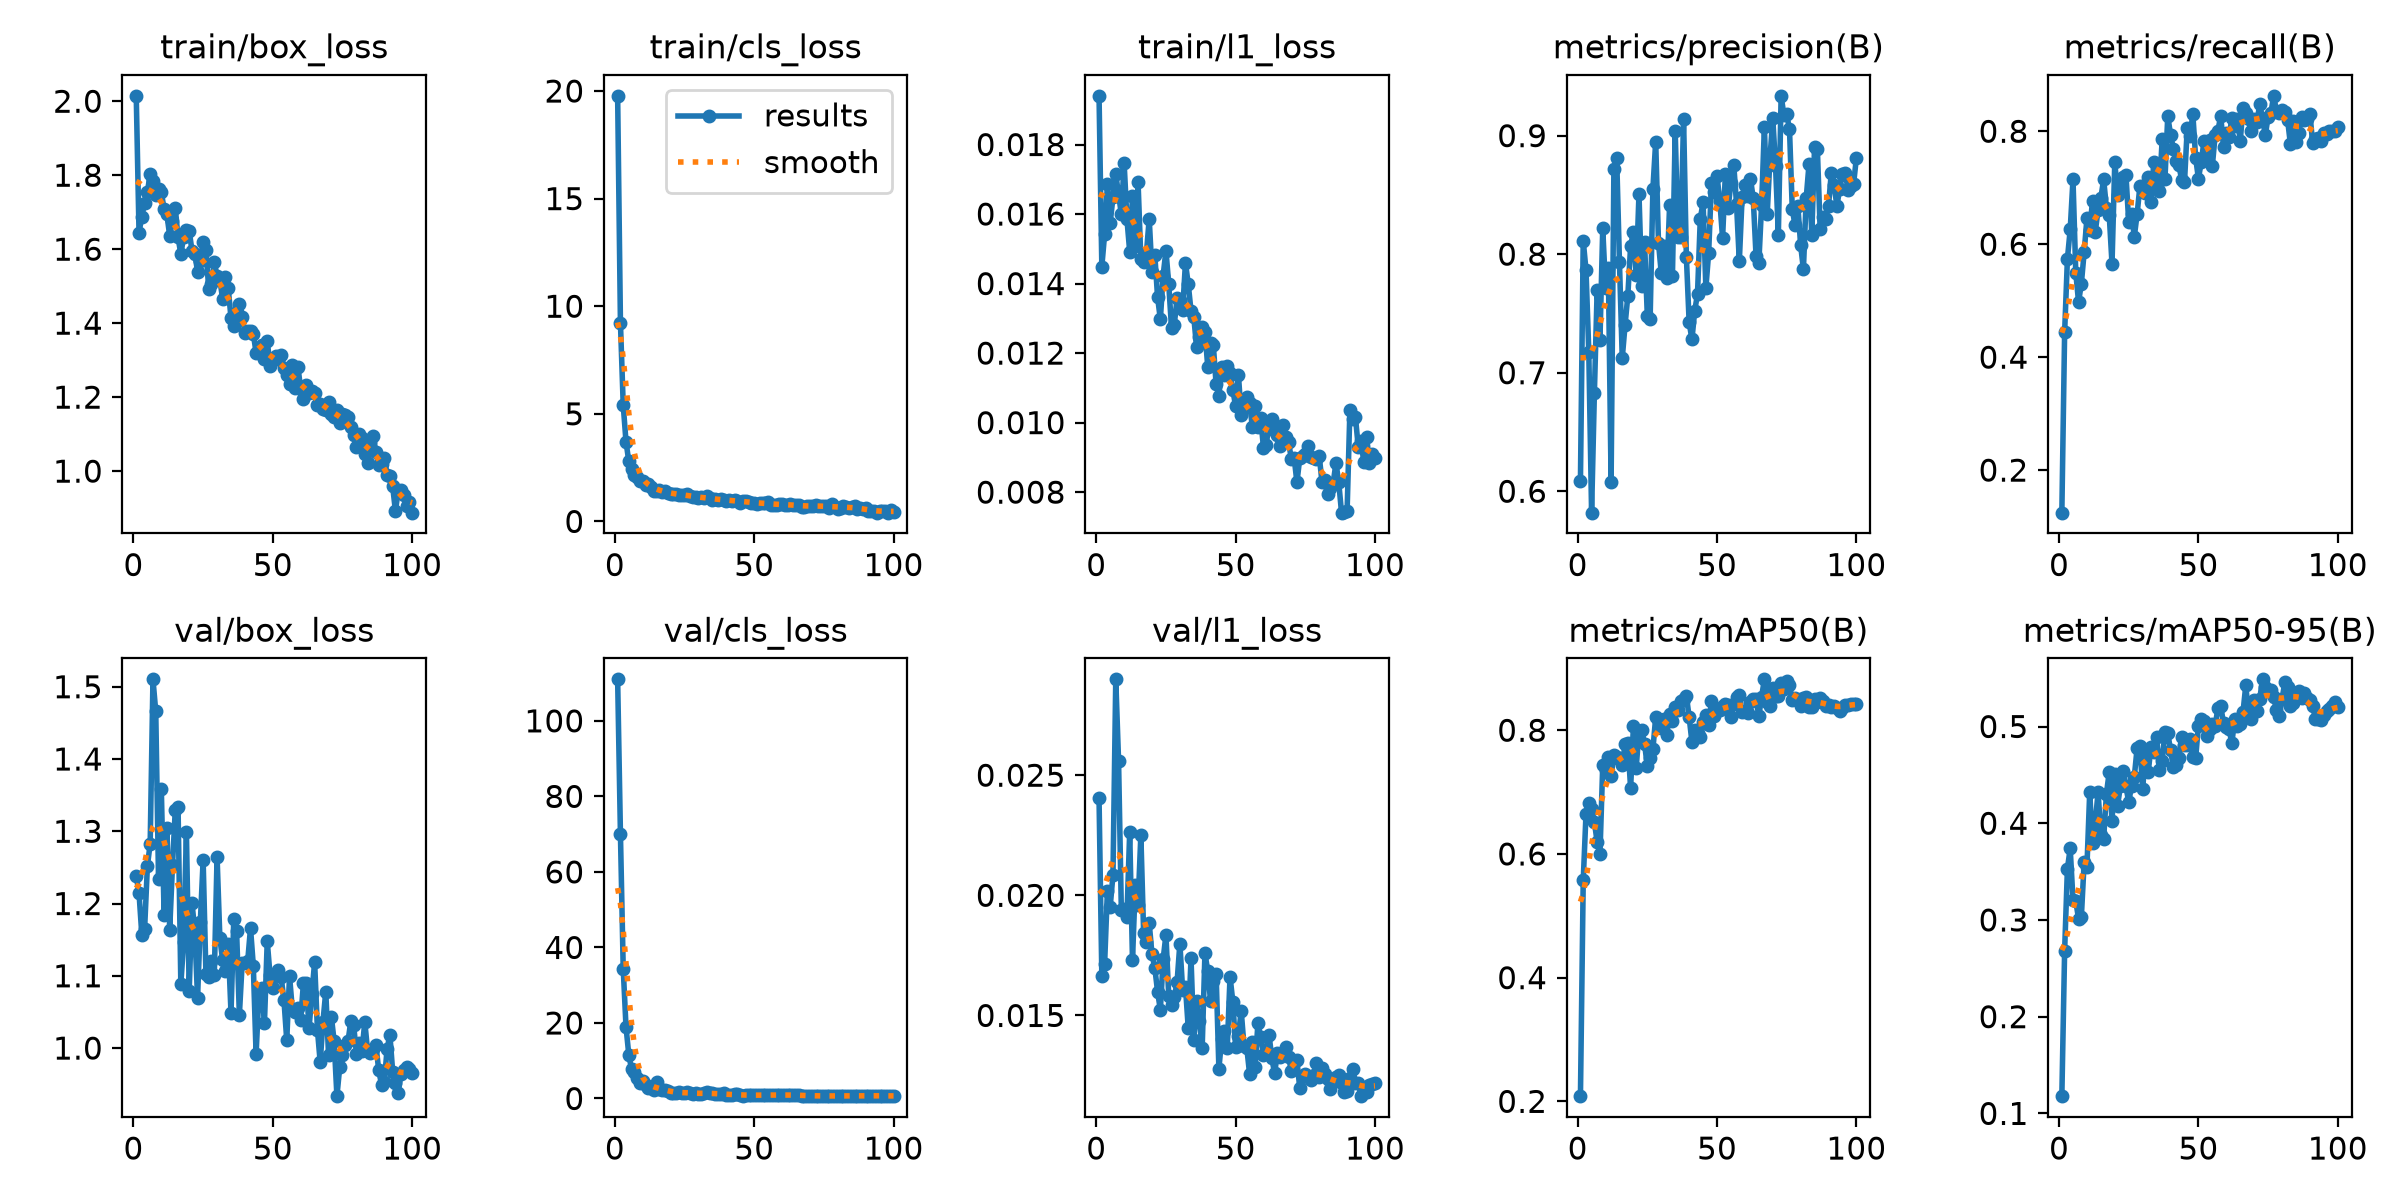 train/box_loss
2.0
1.8
1.6
1.4
1.2
1.0
0 50 100
train/cls_loss
20
15
10
5
0
results
smooth
0 50 100
train/l1_loss
0.018
0.016
0.014
0.012
0.010
0.008
0 50 100
metrics/precision(B)
0.9
0.8
0.7
0.6
0 50 100
metrics/recall(B)
0.8
0.6
0.4
0.2
0 50 100
val/box_loss
1.5
1.4
1.3
1.2
1.1
1.0
0 50 100
val/cls_loss
100
80
60
40
20
0
0 50 100
val/l1_loss
0.025
0.020
0.015
0 50 100
metrics/mAP50(B)
0.8
0.6
0.4
0.2
0 50 100
metrics/mAP50-95(B)
0.5
0.4
0.3
0.2
0.1
0 50 100